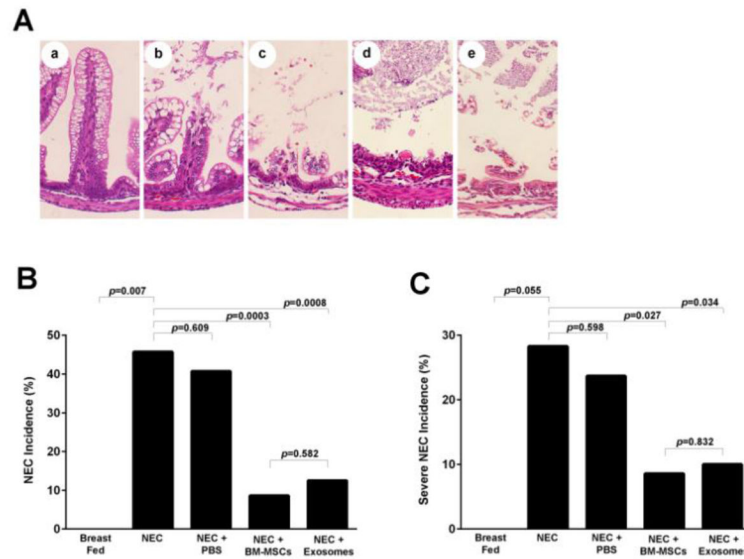 A
a b c d e
B
p=0.007
p=0.0008
p=0.0003
p=0.609
p=0.582
NEC Incidence (%)
50
40
30
20
10
0
Breast Fed
NEC
NEC + PBS
NEC + BM-MSCs
NEC + Exosomes
C
p=0.055
p=0.034
p=0.027
p=0.598
p=0.832
Severe NEC Incidence (%)
30
20
10
0
Breast Fed
NEC
NEC + PBS
NEC + BM-MSCs
NEC + Exosomes